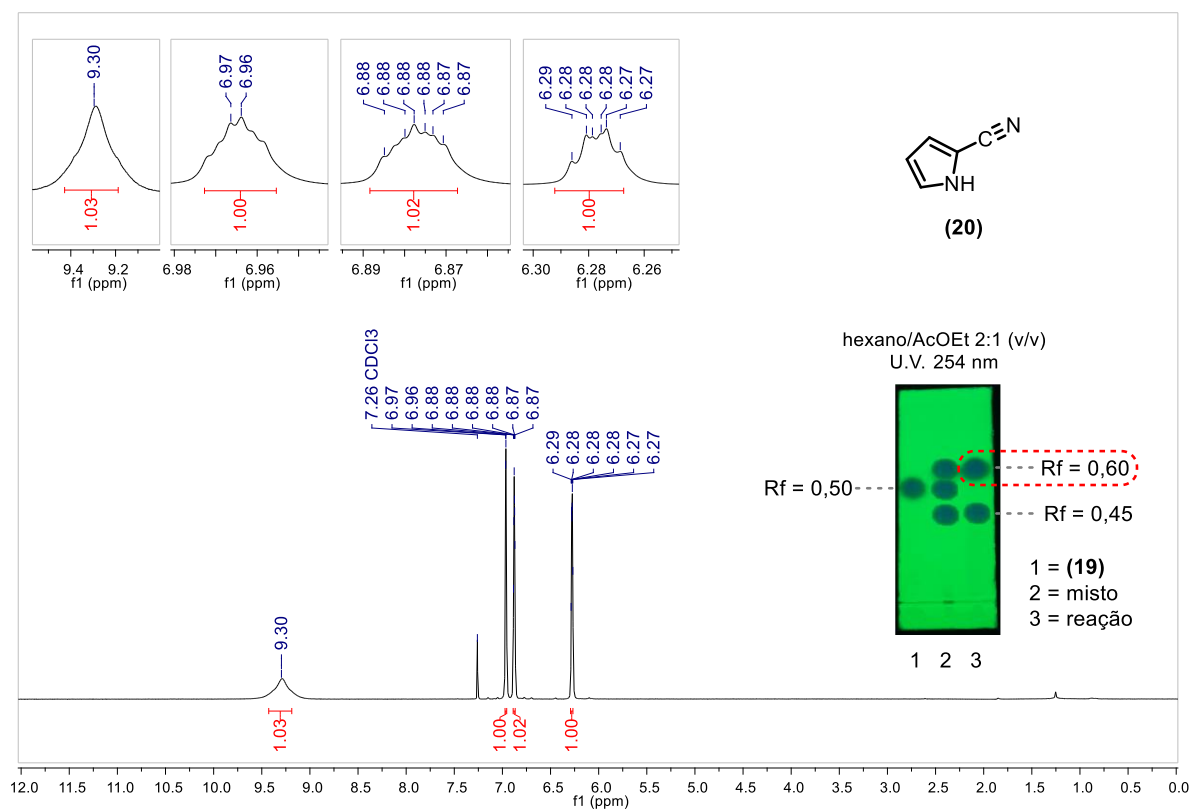 9.30
6.97
6.96
6.88
6.88
6.88
6.88
6.87
6.87
6.29
6.28
6.28
6.28
6.27
6.27
1.03
1.00
1.02
1.00
9.4 9.2
f1 (ppm)
6.98 6.96
f1 (ppm)
6.89 6.87
f1 (ppm)
6.30 6.28 6.26
f1 (ppm)
C≡N
NH
(20)
7.26 CDCl3
6.97
6.96
6.88
6.88
6.88
6.88
6.87
6.87
6.29
6.28
6.28
6.28
6.27
6.27
9.30
hexano/AcOEt 2:1 (v/v)
U.V. 254 nm
Rf = 0,60
Rf = 0,50
Rf = 0,45
1 = (19)
2 = misto
3 = reação
1 2 3
1.03
1.00
1.02
1.00
12.0 11.5 11.0 10.5 10.0 9.5 9.0 8.5 8.0 7.5 7.0 6.5 6.0 5.5 5.0 4.5 4.0 3.5 3.0 2.5 2.0 1.5 1.0 0.5 0.0
f1 (ppm)